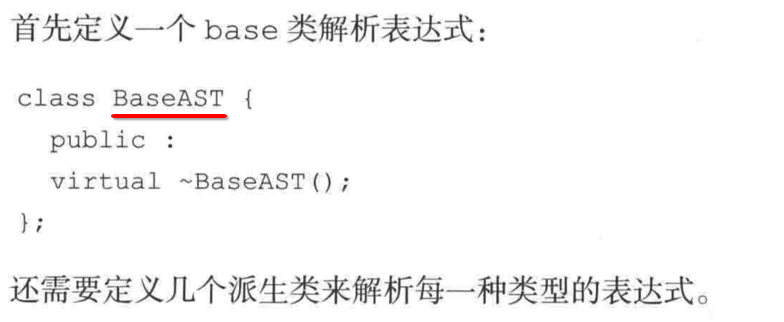 首先定义一个 base 类解析表达式：
class BaseAST {
public :
virtual ~BaseAST();
};
还需要定义几个派生类来解析每一种类型的表达式。